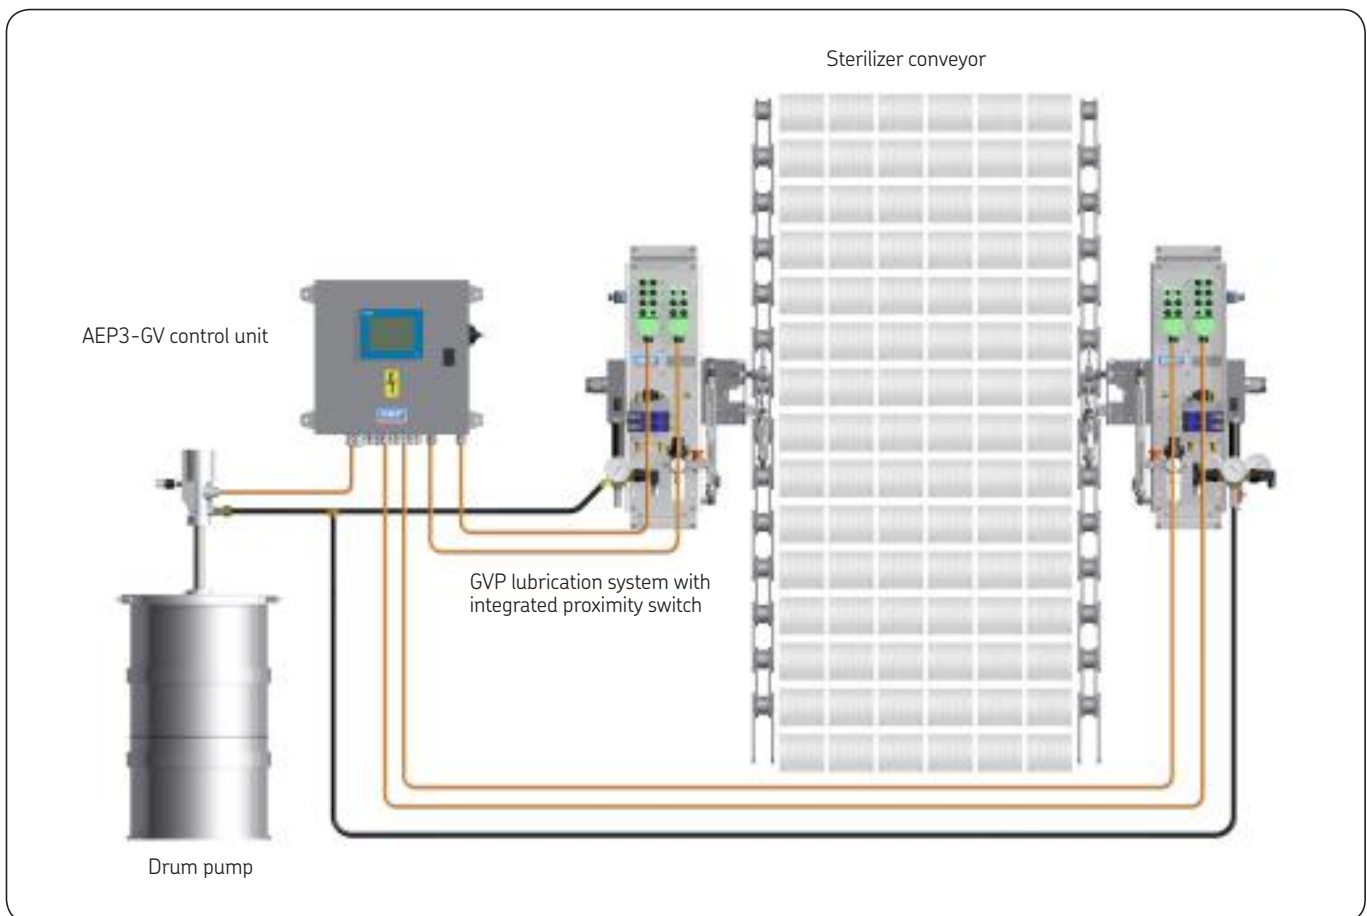 Sterilizer conveyor
AEP3-GV control unit
GVP lubrication system with
integrated proximity switch
Drum pump